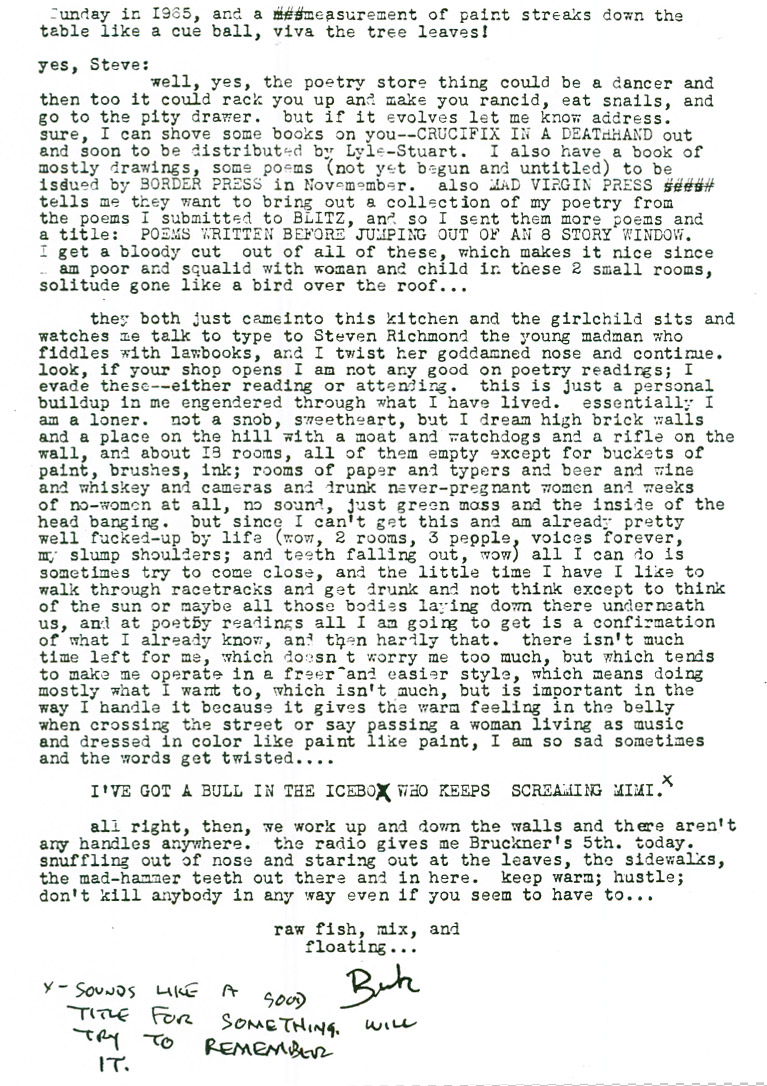 Sunday in I965, and a ###measurement of paint streaks down the
table like a cue ball, viva the tree leaves!
yes, Steve:
well, yes, the poetry store thing could be a dancer and
then too it could rack you up and make you rancid, eat snails, and
go to the pity drawer. but if it evolves let me know address.
sure, I can shove some books on you--CRUCIFIX IN A DEATHHAND out
and soon to be distributed by Lyle-Stuart. I also have a book of
mostly drawings, some poems (not yet begun and untitled) to be
issued by BORDER PRESS in November. also MAD VIRGIN PRESS #####
tells me they want to bring out a collection of my poetry from
the poems I submitted to BLITZ, and so I sent them more poems and
a title: POEMS WRITTEN BEFORE JUMPING OUT OF AN 8 STORY WINDOW.
I get a bloody cut out of all of these, which makes it nice since
I am poor and squalid with woman and child in these 2 small rooms,
solitude gone like a bird over the roof...
they both just cameinto this kitchen and the girlchild sits and
watches me talk to type to Steven Richmond the young madman who
fiddles with lawbooks, and I twist her goddamned nose and continue.
look, if your shop opens I am not any good on poetry readings; I
evade these--either reading or attending. this is just a personal
buildup in me engendered through what I have lived. essentially I
am a loner. not a snob, sweetheart, but I dream high brick walls
and a place on the hill with a moat and watchdogs and a rifle on the
wall, and about I8 rooms, all of them empty except for buckets of
paint, brushes, ink; rooms of paper and typers and beer and wine
and whiskey and cameras and drunk never-pregnant women and weeks
of no-women at all, no sound, just green moss and the inside of the
head banging. but since I can't get this and am already pretty
well fucked-up by life (wow, 2 rooms, 3 people, voices forever,
my slump shoulders; and teeth falling out, wow) all I can do is
sometimes try to come close, and the little time I have I like to
walk through racetracks and get drunk and not think except to think
of the sun or maybe all those bodies laying down there underneath
us, and at poetry readings all I am going to get is a confirmation
of what I already know, and then hardly that. there isn't much
time left for me, which doesn't worry me too much, but which tends
to make me operate in a freer and easier style, which means doing
mostly what I want to, which isn't much, but is important in the
way I handle it because it gives the warm feeling in the belly
when crossing the street or say passing a woman living as music
and dressed in color like paint like paint, I am so sad sometimes
and the words get twisted....
I'VE GOT A BULL IN THE ICEBOX WHO KEEPS SCREAMING MIMI.x
all right, then, we work up and down the walls and there aren't
any handles anywhere. the radio gives me Bruckner's 5th. today.
snuffling out of nose and staring out at the leaves, the sidewalks,
the mad-hammer teeth out there and in here. keep warm; hustle;
don't kill anybody in any way even if you seem to have to...
raw fish, mix, and
floating...
Buk
x - SOUNDS LIKE A GOOD
TITLE FOR SOMETHING. WILL
TRY TO REMEMBER
IT.